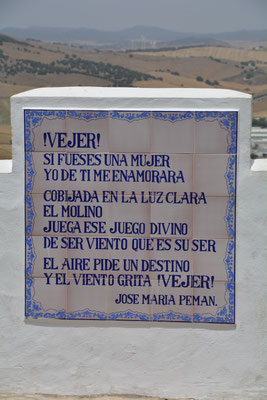 ¡VEJER!
SI FUESES UNA MUJER
YO DE TI ME ENAMORARA
COBIJADA EN LA LUZ CLARA
EL MOLINO
JUEGA ESE JUEGO DIVINO
DE SER VIENTO QUE ES SU SER
EL AIRE PIDE UN DESTINO
Y EL VIENTO GRITA ¡VEJER!
JOSE MARIA PEMAN.